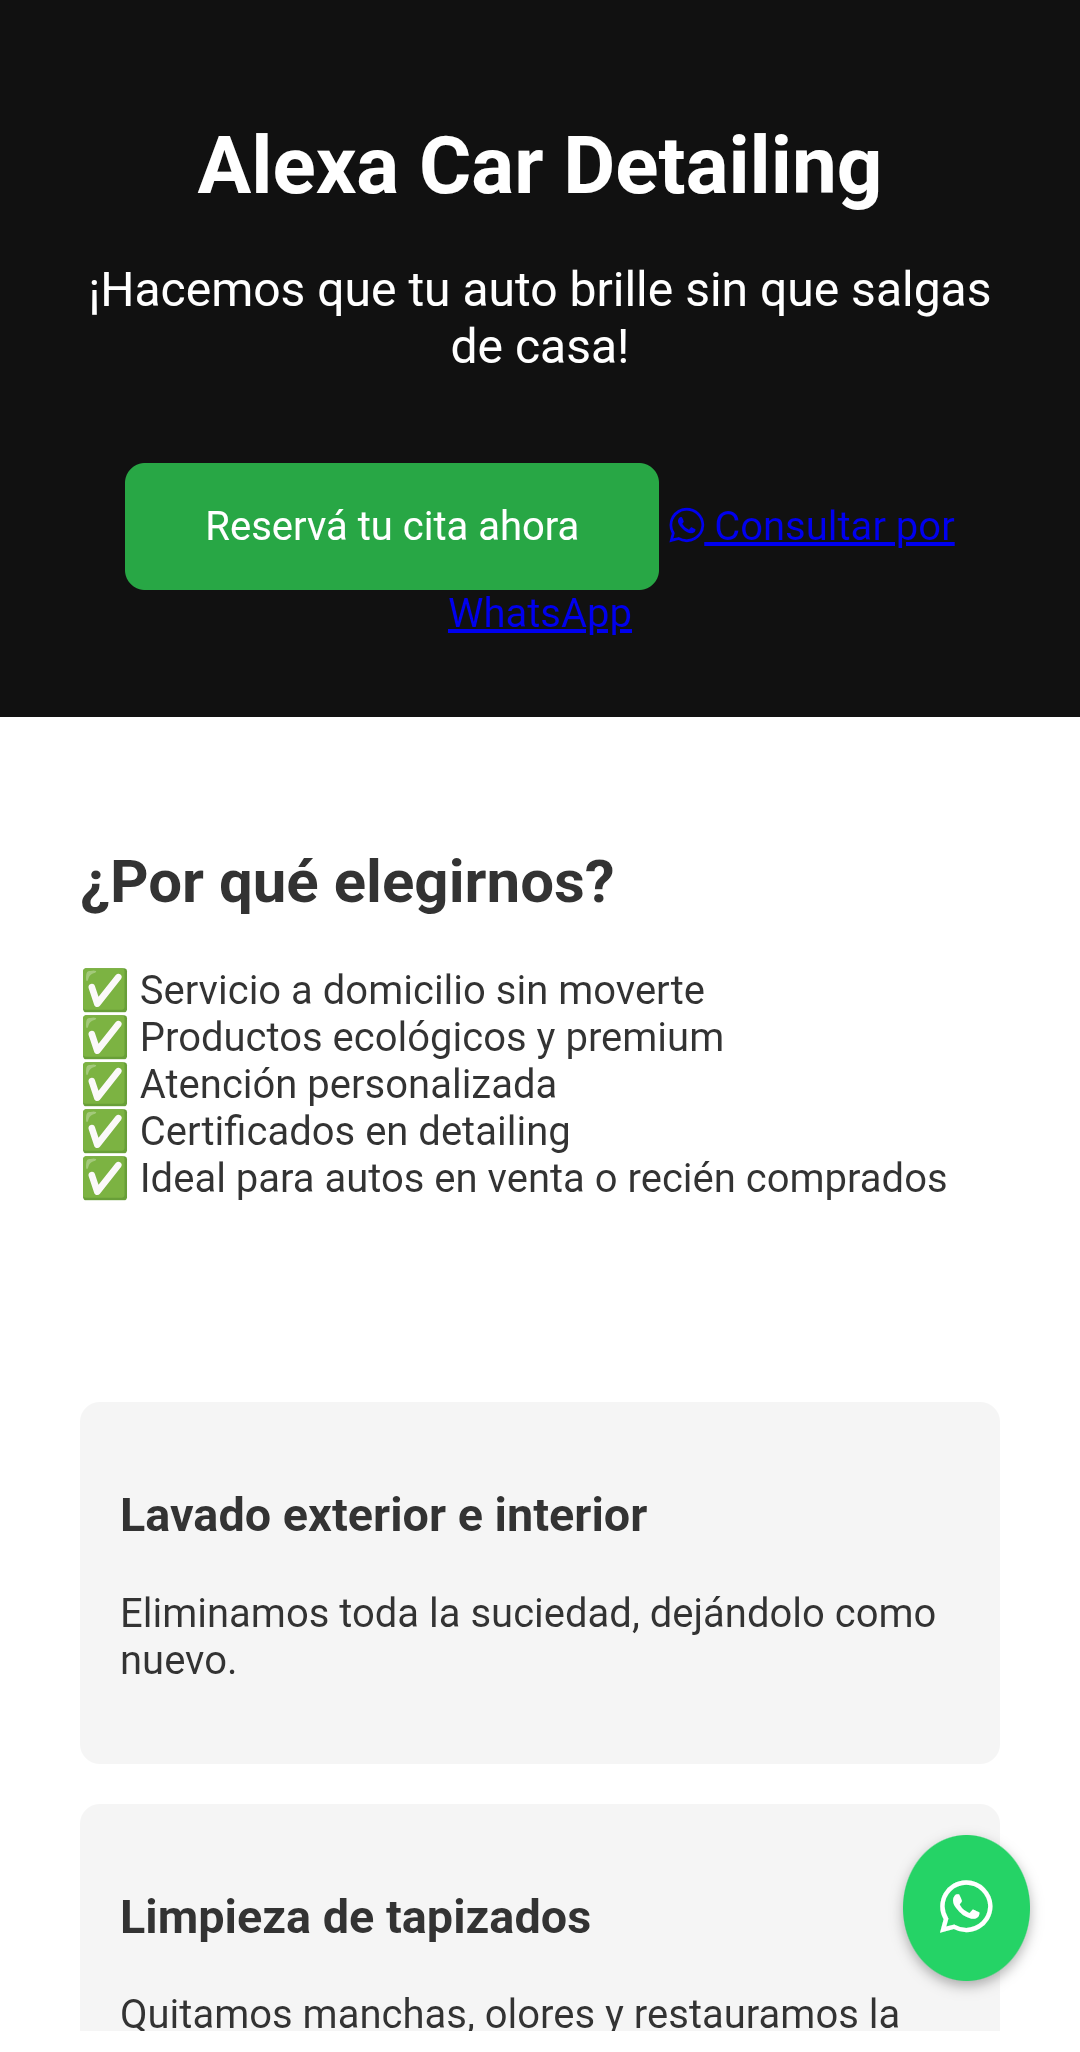 Alexa Car Detailing
¡Hacemos que tu auto brille sin que salgas
de casa!
Reservá tu cita ahora
Consultar por
WhatsApp
¿Por qué elegirnos?
✅ Servicio a domicilio sin moverte
✅ Productos ecológicos y premium
✅ Atención personalizada
✅ Certificados en detailing
✅ Ideal para autos en venta o recién comprados
Lavado exterior e interior
Eliminamos toda la suciedad, dejándolo como
nuevo.
Limpieza de tapizados
Quitamos manchas, olores y restauramos la